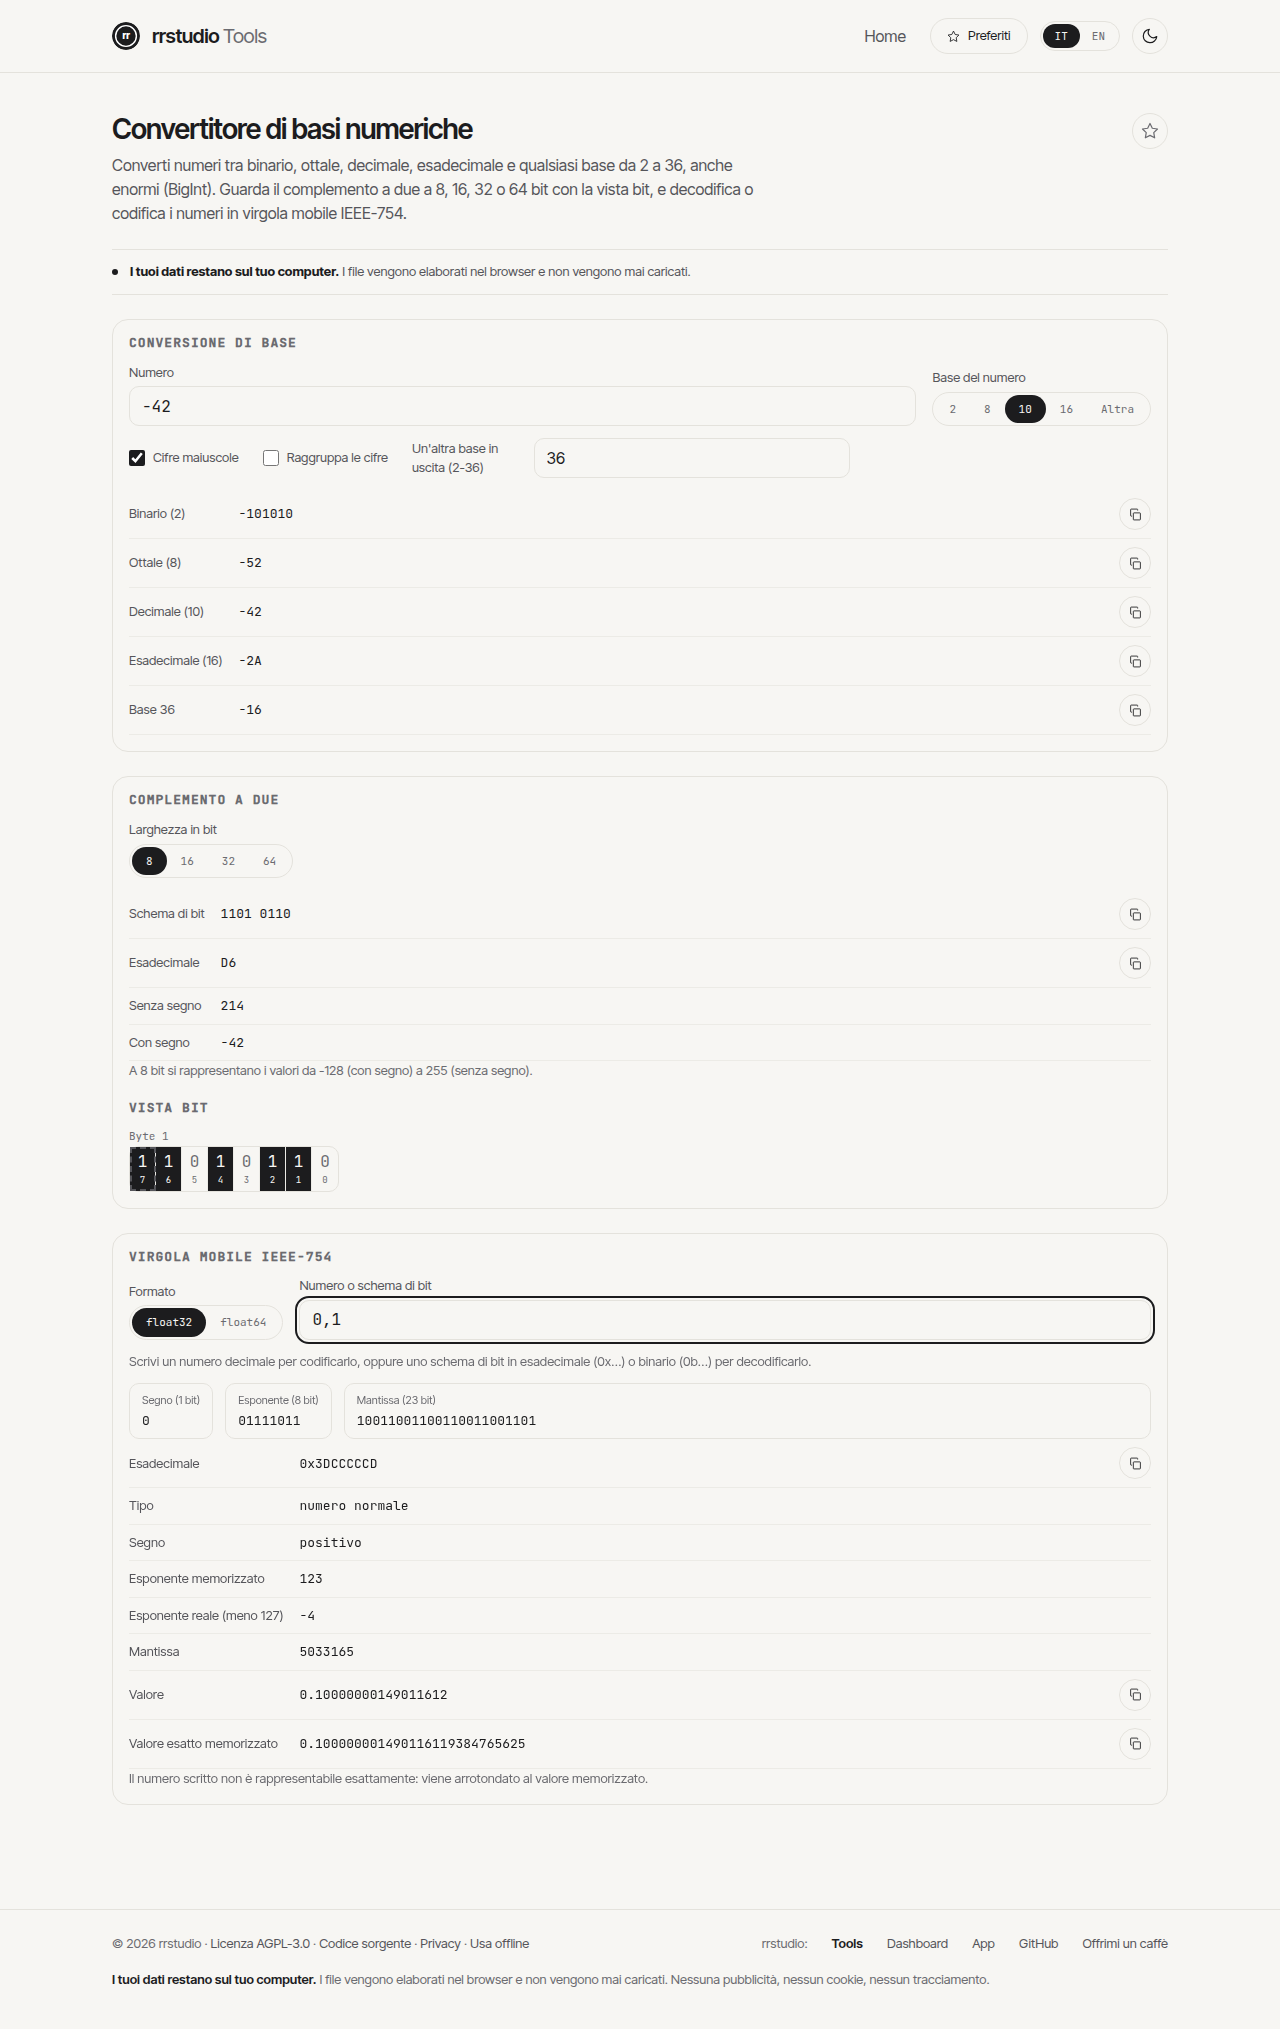 rr rrstudio Tools Home Preferiti IT EN
Convertitore di basi numeriche
Converti numeri tra binario, ottale, decimale, esadecimale e qualsiasi base da 2 a 36, anche
enormi (BigInt). Guarda il complemento a due a 8, 16, 32 o 64 bit con la vista bit, e decodifica o
codifica i numeri in virgola mobile IEEE-754.
I tuoi dati restano sul tuo computer. I file vengono elaborati nel browser e non vengono mai caricati.
CONVERSIONE DI BASE
Numero
-42
Base del numero
2 8 10 16 Altra
Cifre maiuscole Raggruppa le cifre
Un'altra base in
uscita (2-36)
36
Binario (2) -101010
Ottale (8) -52
Decimale (10) -42
Esadecimale (16) -2A
Base 36 -16
COMPLEMENTO A DUE
Larghezza in bit
8 16 32 64
Schema di bit 1101 0110
Esadecimale D6
Senza segno 214
Con segno -42
A 8 bit si rappresentano i valori da -128 (con segno) a 255 (senza segno).
VISTA BIT
Byte 1
1 1 0 1 0 1 1 0
7 6 5 4 3 2 1 0
VIRGOLA MOBILE IEEE-754
Formato
float32 float64
Numero o schema di bit
0,1
Scrivi un numero decimale per codificarlo, oppure uno schema di bit in esadecimale (0x…) o binario (0b…) per decodificarlo.
Segno (1 bit) Esponente (8 bit) Mantissa (23 bit)
0 01111011 10011001100110011001101
Esadecimale 0x3DCCCCCD
Tipo numero normale
Segno positivo
Esponente memorizzato 123
Esponente reale (meno 127) -4
Mantissa 5033165
Valore 0.10000000149011612
Valore esatto memorizzato 0.100000001490116119384765625
Il numero scritto non è rappresentabile esattamente: viene arrotondato al valore memorizzato.
© 2026 rrstudio · Licenza AGPL-3.0 · Codice sorgente · Privacy · Usa offline
rrstudio: Tools Dashboard App GitHub Offrimi un caffè
I tuoi dati restano sul tuo computer. I file vengono elaborati nel browser e non vengono mai caricati. Nessuna pubblicità, nessun cookie, nessun tracciamento.